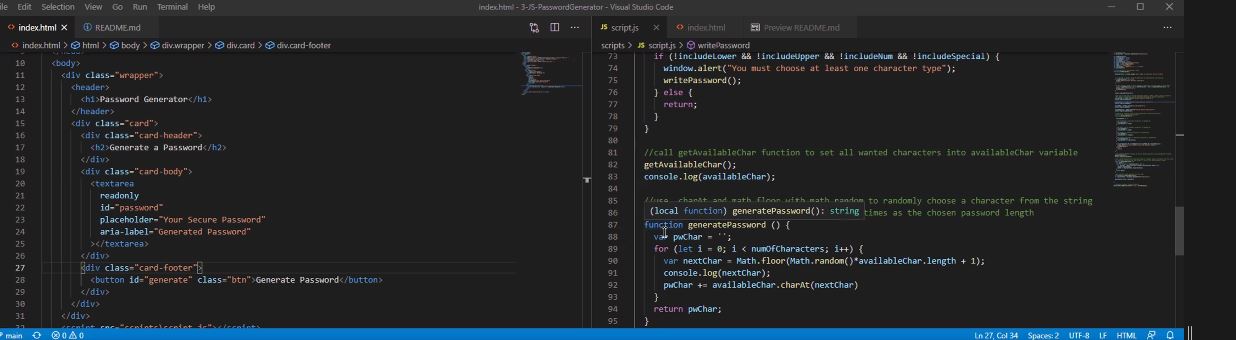 ile Edit Selection View Go Run Terminal Help
index.html - 3-JS-PasswordGenerator - Visual Studio Code
index.html × README.md
index.html > html > body > div.wrapper > div.card > div.card-footer
10 <body>
11 <div class="wrapper">
12 <header>
13 <h1>Password Generator</h1>
14 </header>
15 <div class="card">
16 <div class="card-header">
17 <h2>Generate a Password</h2>
18 </div>
19 <div class="card-body">
20 <textarea
21 readonly
22 id="password"
23 placeholder="Your Secure Password"
24 aria-label="Generated Password"
25 ></textarea>
26 </div>
27 <div class="card-footer">
28 <button id="generate" class="btn">Generate Password</button>
29 </div>
30 </div>
31 </div>
JS script.js × index.html Preview README.md
scripts > JS script.js > writePassword
73 if (!includeLower && !includeUpper && !includeNum && !includeSpecial) {
74 window.alert("You must choose at least one character type");
75 writePassword();
76 } else {
77 return;
78 }
79 }
80
81 //call getAvailableChar function to set all wanted characters into availableChar variable
82 getAvailableChar();
83 console.log(availableChar);
84
85 //use .charAt and math.floor with math.random to randomly choose a character from the string
(local function) generatePassword(): string
86 times as the chosen password length
87 function generatePassword () {
88 var pwChar = '';
89 for (let i = 0; i < numOfCharacters; i++) {
90 var nextChar = Math.floor(Math.random()*availableChar.length + 1);
91 console.log(nextChar);
92 pwChar += availableChar.charAt(nextChar)
93 }
94 return pwChar;
95 }
main 0 0 Ln 27, Col 34 Spaces: 2 UTF-8 LF HTML